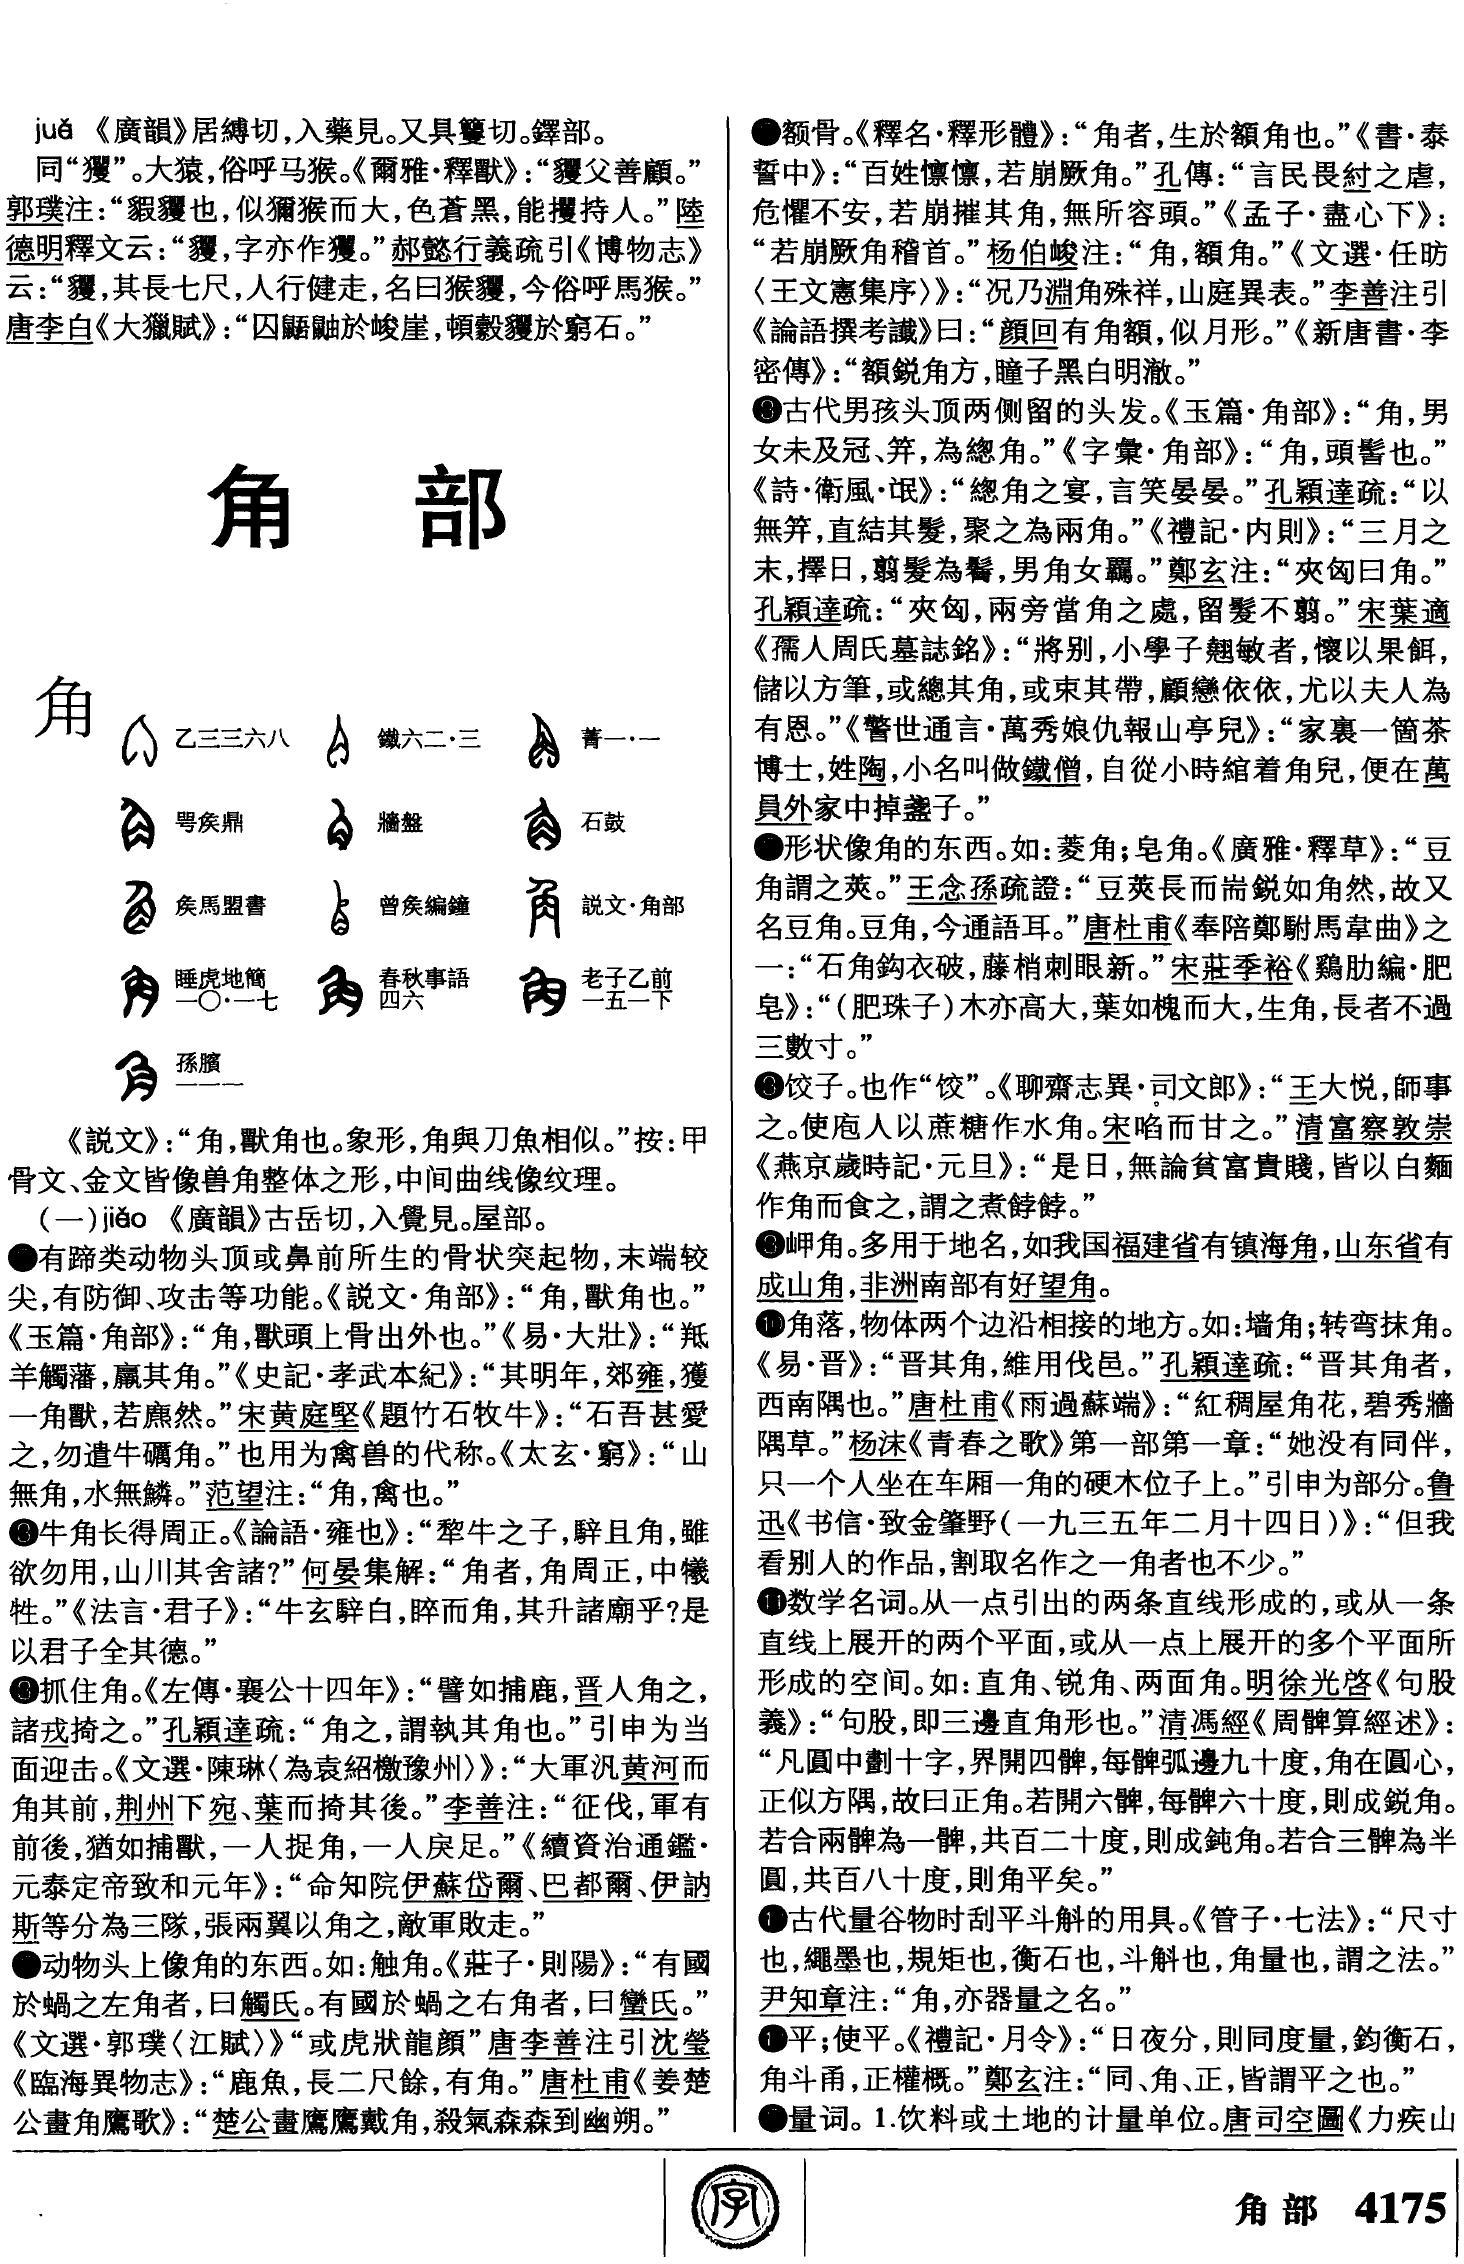 juǎ 《廣韻》居縛切，入藥見。又具籰切。鐸部。
同“玃”。大猿，俗呼马猴。《爾雅·釋獸》：“貜父善顧。”
郭璞注：“貑貜也，似獼猴而大，色蒼黑，能攫持人。”陸
德明釋文云：“貜，字亦作玃。”郝懿行義疏引《博物志》
云：“貜，其長七尺，人行健走，名曰猴貜，今俗呼馬猴。”
唐李白《大獵賦》：“囚鼯鼬於峻崖，頓縠貜於窮石。”
角 部
角
乙三三六八 鐵六二·三 菁一·一
咢矦鼎 牆盤 石鼓
矦馬盟書 曾矦編鐘 説文·角部
睡虎地簡 春秋事語 老子乙前
一〇·一七 四六 一五一下
孫臏
一一一
《説文》：“角，獸角也。象形，角與刀魚相似。”按：甲
骨文、金文皆像兽角整体之形，中间曲线像纹理。
(一)jiǎo 《廣韻》古岳切，入覺見。屋部。
有蹄类动物头顶或鼻前所生的骨状突起物，末端较
尖，有防御、攻击等功能。《説文·角部》：“角，獸角也。”
《玉篇·角部》：“角，獸頭上骨出外也。”《易·大壯》：“羝
羊觸藩，羸其角。”《史記·孝武本紀》：“其明年，郊雍，獲
一角獸，若麃然。”宋黄庭堅《題竹石牧牛》：“石吾甚愛
之，勿遣牛礪角。”也用为禽兽的代称。《太玄·窮》：“山
無角，水無鱗。”范望注：“角，禽也。”
牛角长得周正。《論語·雍也》：“犂牛之子，騂且角，雖
欲勿用，山川其舍諸？”何晏集解：“角者，角周正，中犧
牲。”《法言·君子》：“牛玄騂白，睟而角，其升諸廟乎？是
以君子全其德。”
❸抓住角。《左傳·襄公十四年》：“譬如捕鹿，晋人角之，
諸戎掎之。”孔穎達疏：“角之，謂執其角也。”引申为当
面迎击。《文選·陳琳〈為袁紹檄豫州〉》：“大軍汎黄河而
角其前，荆州下宛、葉而掎其後。”李善注：“征伐，軍有
前後，猶如捕獸，一人捉角，一人戾足。”《續資治通鑑·
元泰定帝致和元年》：“命知院伊蘇岱爾、巴都爾、伊訥
斯等分為三隊，張兩翼以角之，敵軍敗走。”
动物头上像角的东西。如：触角。《莊子·則陽》：“有國
於蝸之左角者，曰觸氏。有國於蝸之右角者，曰蠻氏。”
《文選·郭璞〈江賦〉》“或虎狀龍顔”唐李善注引沈瑩
《臨海異物志》：“鹿魚，長二尺餘，有角。”唐杜甫《姜楚
公畫角鷹歌》：“楚公畫鷹鷹戴角，殺氣森森到幽朔。”
额骨。《釋名·釋形體》：“角者，生於額角也。”《書·泰
誓中》：“百姓懔懔，若崩厥角。”孔傳：“言民畏紂之虐，
危懼不安，若崩摧其角，無所容頭。”《孟子·盡心下》：
“若崩厥角稽首。”杨伯峻注：“角，額角。”《文選·任昉
〈王文憲集序〉》：“况乃淵角殊祥，山庭異表。”李善注引
《論語撰考讖》曰：“顔回有角額，似月形。”《新唐書·李
密傳》：“額鋭角方，瞳子黑白明澈。”
古代男孩头顶两侧留的头发。《玉篇·角部》：“角，男
女未及冠、笄，為總角。”《字彙·角部》：“角，頭髻也。”
《詩·衛風·氓》：“總角之宴，言笑晏晏。”孔穎達疏：“以
無笄，直結其髮，聚之為兩角。”《禮記·内則》：“三月之
末，擇日，翦髮為鬌，男角女羈。”鄭玄注：“夾囟曰角。”
孔穎達疏：“夾囟，兩旁當角之處，留髮不翦。”宋葉適
《孺人周氏墓誌銘》：“將别，小學子翹敏者，懷以果餌，
儲以方筆，或總其角，或束其帶，顧戀依依，尤以夫人為
有恩。”《警世通言·萬秀娘仇報山亭兒》：“家裏一箇茶
博士，姓陶，小名叫做鐵僧，自從小時綰着角兒，便在萬
員外家中掉盞子。”
形状像角的东西。如：菱角；皂角。《廣雅·釋草》：“豆
角謂之莢。”王念孫疏證：“豆莢長而耑鋭如角然，故又
名豆角。豆角，今通語耳。”唐杜甫《奉陪鄭駙馬韋曲》之
一：“石角鈎衣破，藤梢刺眼新。”宋莊季裕《鷄肋編·肥
皂》：“（肥珠子）木亦高大，葉如槐而大，生角，長者不過
三數寸。”
饺子。也作“饺”。《聊齋志異·司文郎》：“王大悦，師事
之。使庖人以蔗糖作水角。宋啗而甘之。”清富察敦崇
《燕京歲時記·元旦》：“是日，無論貧富貴賤，皆以白麵
作角而食之，謂之煮餑餑。”
岬角。多用于地名，如我国福建省有镇海角，山东省有
成山角，非洲南部有好望角。
❿角落，物体两个边沿相接的地方。如：墙角；转弯抹角。
《易·晋》：“晋其角，維用伐邑。”孔穎達疏：“晋其角者，
西南隅也。”唐杜甫《雨過蘇端》：“紅稠屋角花，碧秀牆
隅草。”杨沫《青春之歌》第一部第一章：“她没有同伴，
只一个人坐在车厢一角的硬木位子上。”引申为部分。鲁
迅《书信·致金肇野（一九三五年二月十四日）》：“但我
看别人的作品，割取名作之一角者也不少。”
⓫数学名词。从一点引出的两条直线形成的，或从一条
直线上展开的两个平面，或从一点上展开的多个平面所
形成的空间。如：直角、锐角、两面角。明徐光啓《句股
義》：“句股，即三邊直角形也。”清馮經《周髀算經述》：
“凡圓中劃十字，界開四髀，每髀弧邊九十度，角在圓心，
正似方隅，故曰正角。若開六髀，每髀六十度，則成鋭角。
若合兩髀為一髀，共百二十度，則成鈍角。若合三髀為半
圓，共百八十度，則角平矣。”
古代量谷物时刮平斗斛的用具。《管子·七法》：“尺寸
也，繩墨也，規矩也，衡石也，斗斛也，角量也，謂之法。”
尹知章注：“角，亦器量之名。”
平；使平。《禮記·月令》：“日夜分，則同度量，鈞衡石，
角斗甬，正權概。”鄭玄注：“同、角、正，皆謂平之也。”
量词。1.饮料或土地的计量单位。唐司空圖《力疾山
字
角部 4175